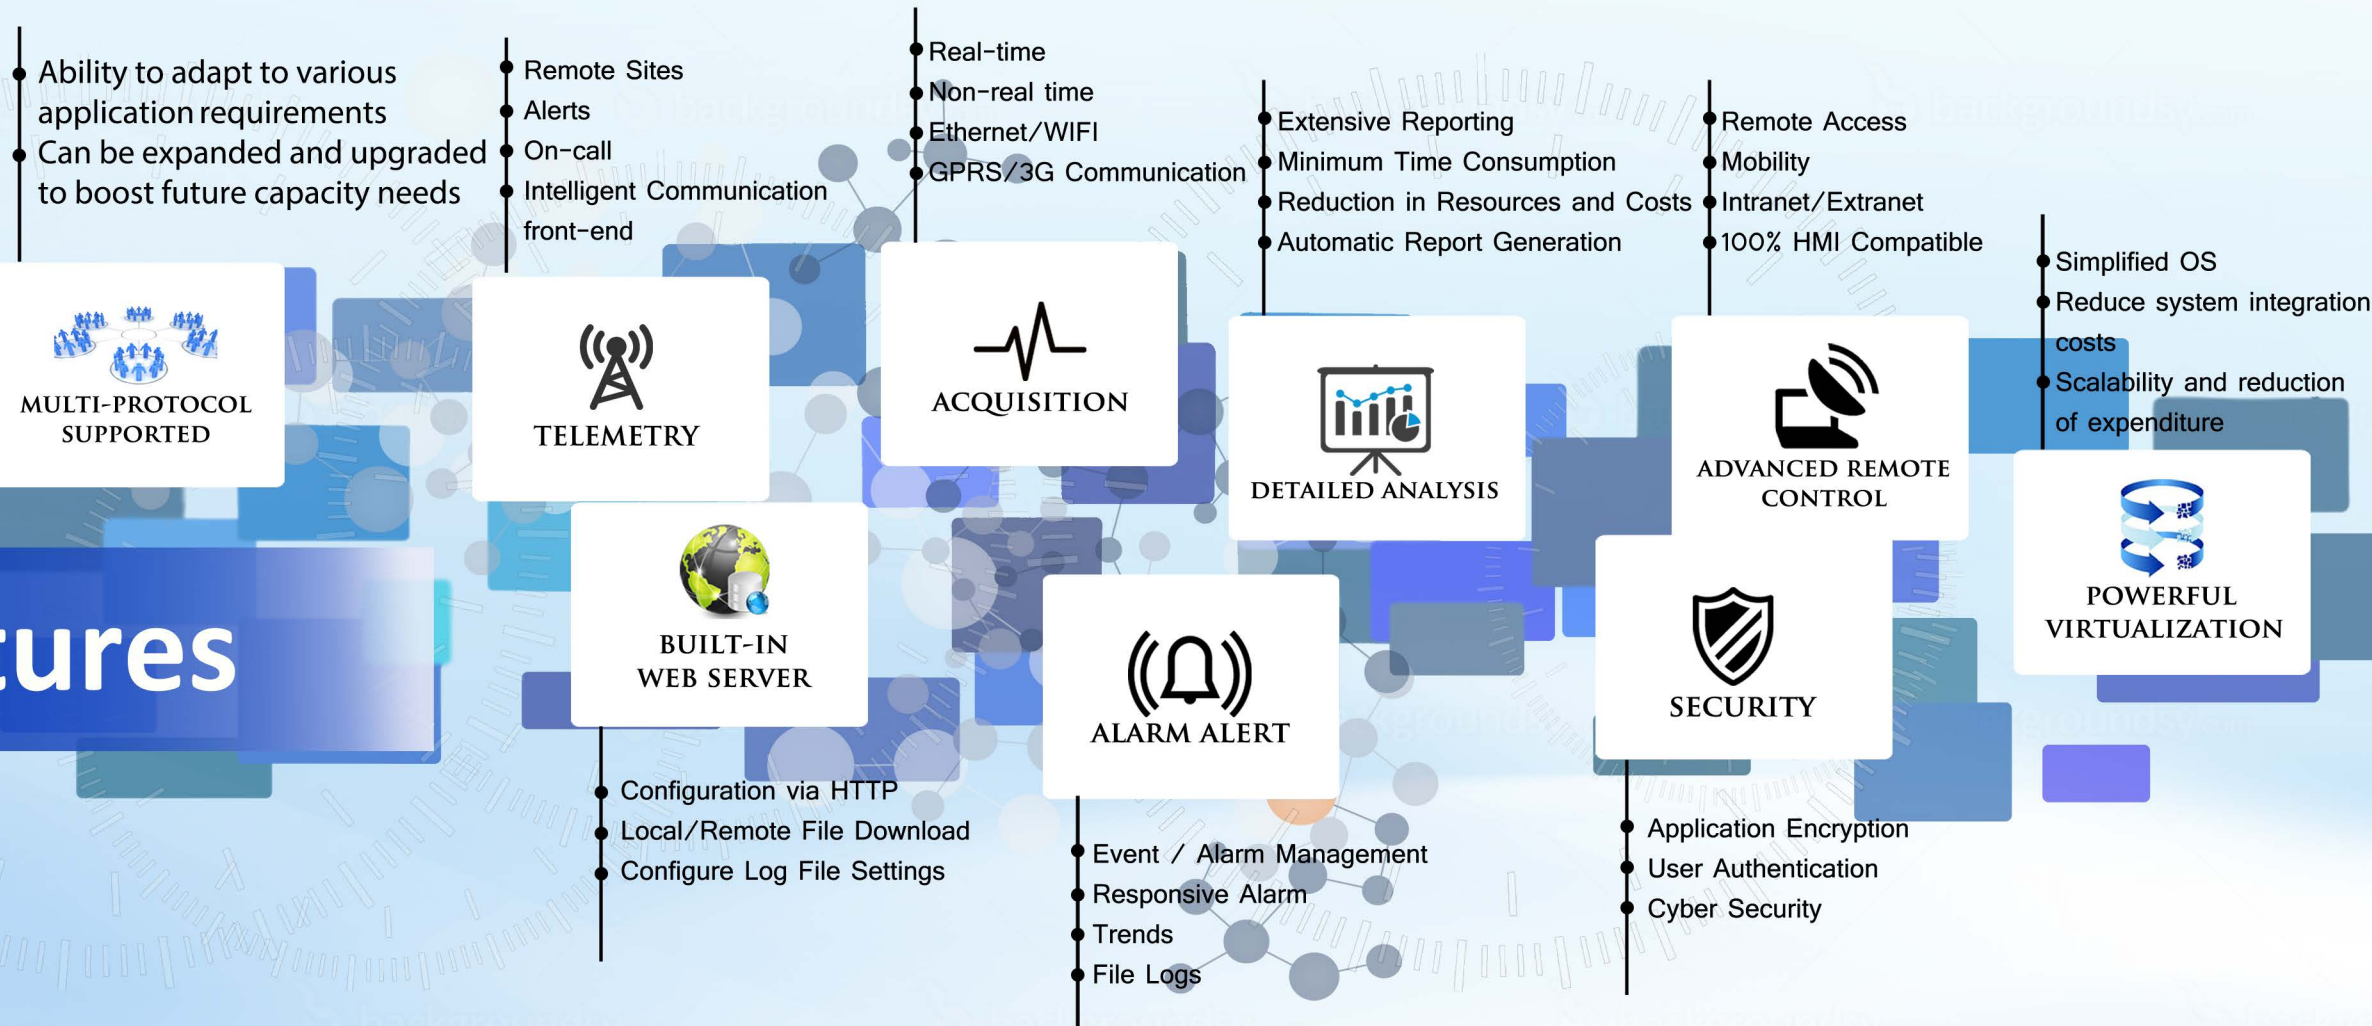 Ability to adapt to various
application requirements
Can be expanded and upgraded
to boost future capacity needs
MULTI-PROTOCOL
SUPPORTED
Remote Sites
Alerts
On-call
Intelligent Communication
front-end
TELEMETRY
Real-time
Non-real time
Ethernet/WIFI
GPRS/3G Communication
ACQUISITION
Extensive Reporting
Minimum Time Consumption
Reduction in Resources and Costs
Automatic Report Generation
DETAILED ANALYSIS
Remote Access
Mobility
Intranet/Extranet
100% HMI Compatible
ADVANCED REMOTE
CONTROL
Simplified OS
Reduce system integration
costs
Scalability and reduction
of expenditure
POWERFUL
VIRTUALIZATION
tures
BUILT-IN
WEB SERVER
Configuration via HTTP
Local/Remote File Download
Configure Log File Settings
ALARM ALERT
Event / Alarm Management
Responsive Alarm
Trends
File Logs
SECURITY
Application Encryption
User Authentication
Cyber Security